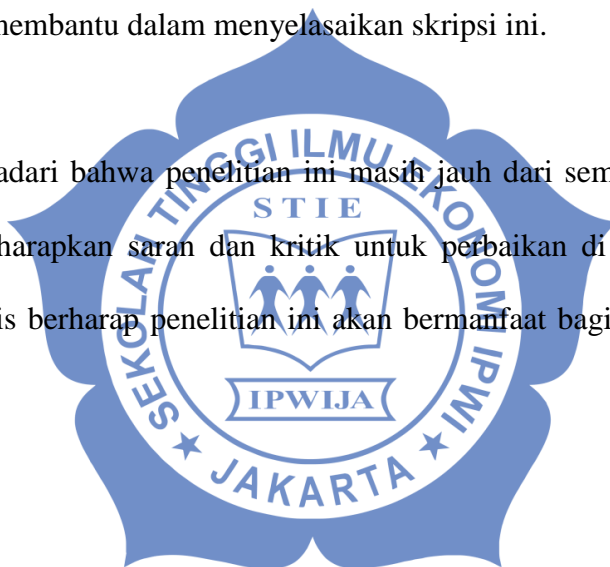 membantu dalam menyelasaikan skripsi ini.
adari bahwa penelitian ini masih jauh dari sem
harapkan saran dan kritik untuk perbaikan di
is berharap penelitian ini akan bermanfaat bagi
SEKOLAH TINGGI ILMU EKONOMI IPWI
STIE
IPWIJA
★ JAKARTA ★